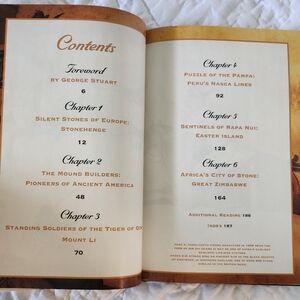 Contents
Foreword
by George Stuart
6
Chapter 1
Silent Stones of Europe:
Stonehenge
12
Chapter 2
The Mound Builders:
Pioneers of Ancient America
48
Chapter 3
Standing Soldiers of the Tiger of Qin
Mount Li
70
Chapter 4
Puzzle of the Pampa:
Peru's Nasca Lines
92
Chapter 5
Sentinels of Rapa Nui:
Easter Island
128
Chapter 6
Africa's City of Stone:
Great Zimbabwe
164
Additional Reading 196
Index 197